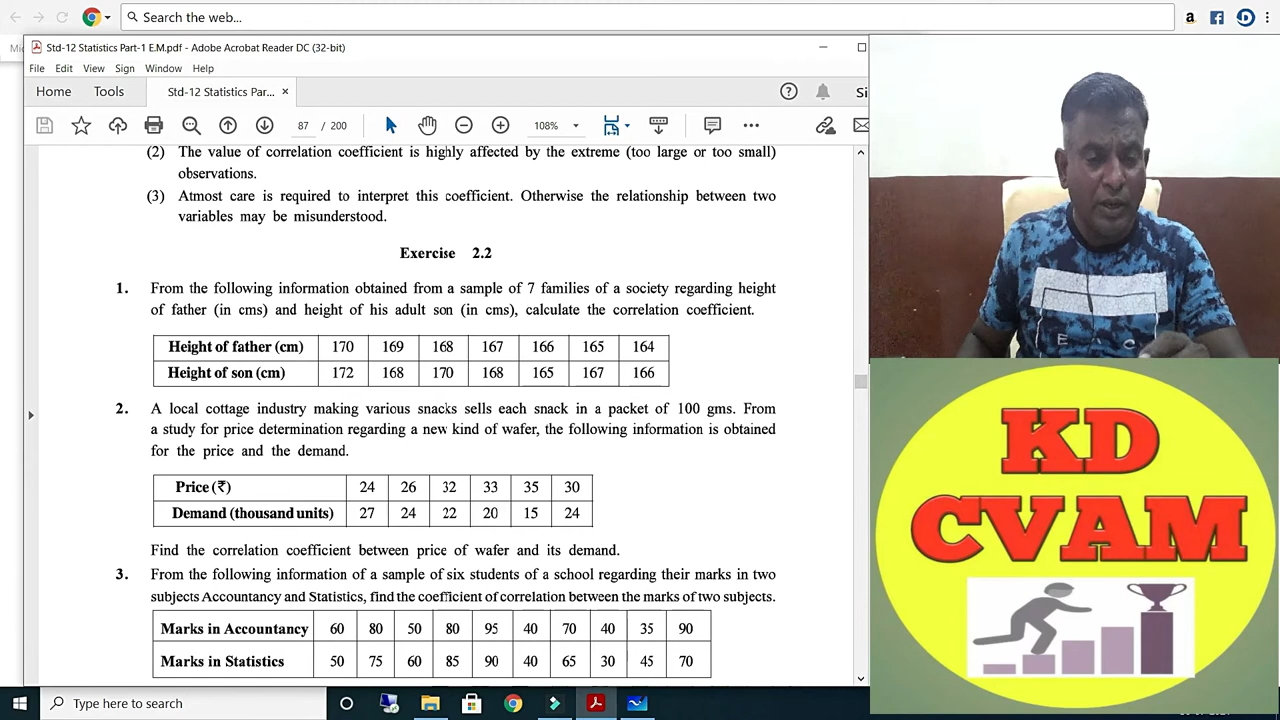 Search the web...
Std-12 Statistics Part-1 E.M.pdf - Adobe Acrobat Reader DC (32-bit)
File Edit View Sign Window Help
Home Tools Std-12 Statistics Par... ×
87 / 200 108%
(2) The value of correlation coefficient is highly affected by the extreme (too large or too small)
observations.
(3) Atmost care is required to interpret this coefficient. Otherwise the relationship between two
variables may be misunderstood.
Exercise 2.2
1. From the following information obtained from a sample of 7 families of a society regarding height
of father (in cms) and height of his adult son (in cms), calculate the correlation coefficient.
Height of father (cm) 170 169 168 167 166 165 164
Height of son (cm) 172 168 170 168 165 167 166
2. A local cottage industry making various snacks sells each snack in a packet of 100 gms. From
a study for price determination regarding a new kind of wafer, the following information is obtained
for the price and the demand.
Price (₹) 24 26 32 33 35 30
Demand (thousand units) 27 24 22 20 15 24
Find the correlation coefficient between price of wafer and its demand.
3. From the following information of a sample of six students of a school regarding their marks in two
subjects Accountancy and Statistics, find the coefficient of correlation between the marks of two subjects.
Marks in Accountancy 60 80 50 80 95 40 70 40 35 90
Marks in Statistics 50 75 60 85 90 40 65 30 45 70
KD
CVAM
Type here to search